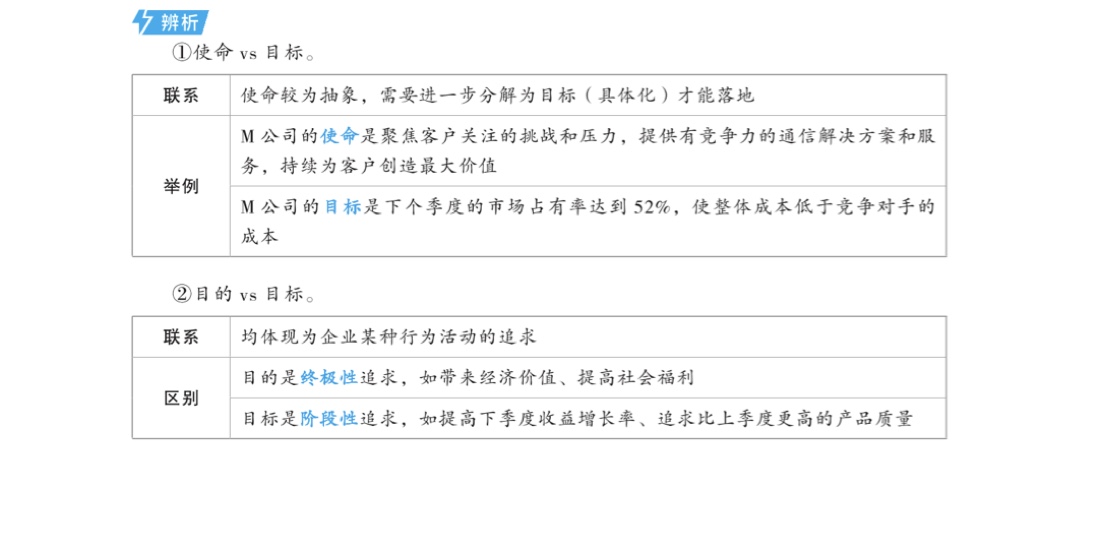 辨析
①使命 vs 目标。
联系
使命较为抽象，需要进一步分解为目标（具体化）才能落地
举例
M 公司的使命是聚焦客户关注的挑战和压力，提供有竞争力的通信解决方案和服
务，持续为客户创造最大价值
M 公司的目标是下个季度的市场占有率达到 52%，使整体成本低于竞争对手的
成本
②目的 vs 目标。
联系
均体现为企业某种行为活动的追求
区别
目的是终极性追求，如带来经济价值、提高社会福利
目标是阶段性追求，如提高下季度收益增长率、追求比上季度更高的产品质量